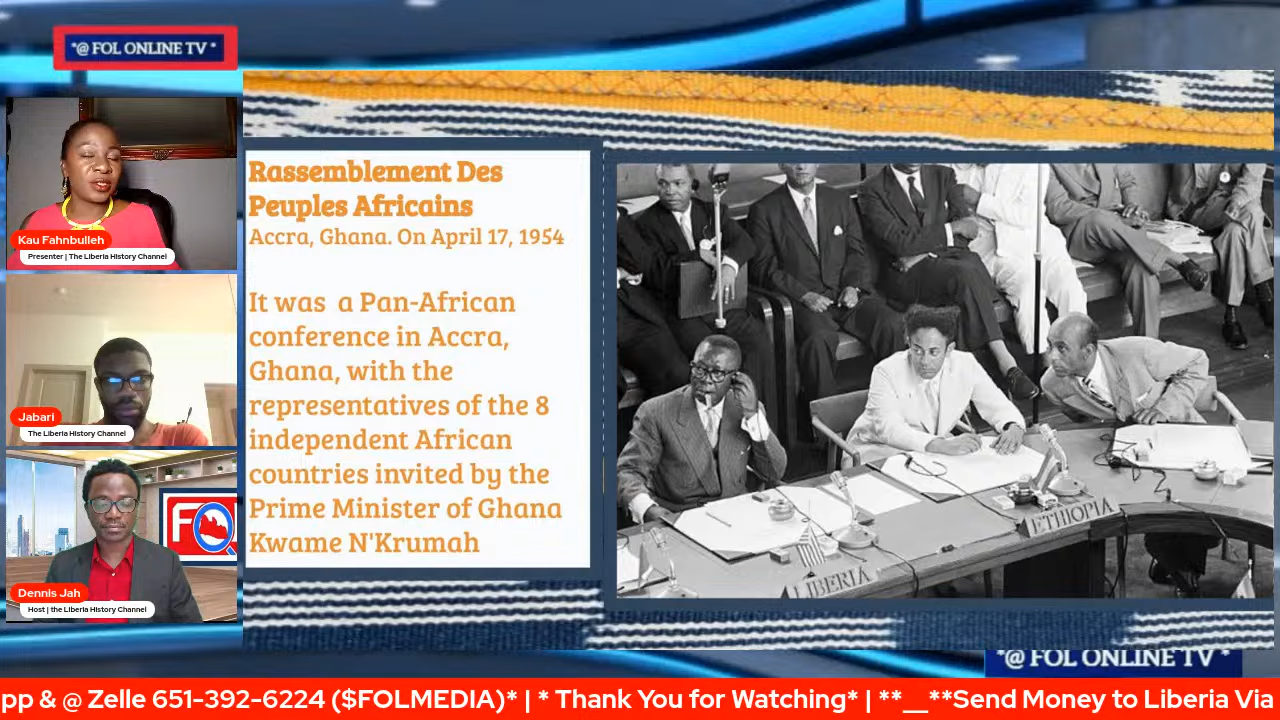 *@ FOL ONLINE TV *
Kau Fahnbulleh
Presenter | The Liberia History Channel
Jabari
The Liberia History Channel
FO
Dennis Jah
Host | the Liberia History Channel
Rassemblement Des
Peuples Africains
Accra, Ghana. On April 17, 1954
It was a Pan-African
conference in Accra,
Ghana, with the
representatives of the 8
independent African
countries invited by the
Prime Minister of Ghana
Kwame N'Krumah
LIBERIA
ETHIOPIA
*@ FOL ONLINE TV *
pp & @ Zelle 651-392-6224 ($FOLMEDIA)* | * Thank You for Watching* | **__**Send Money to Liberia Via